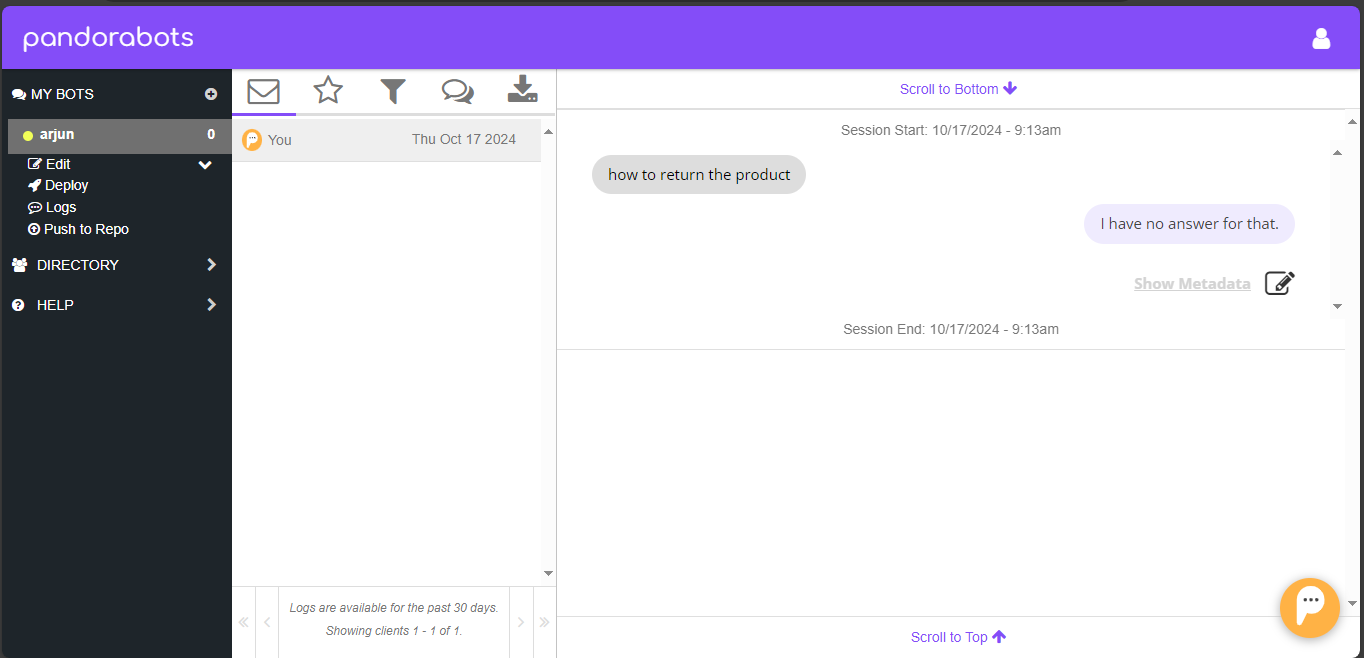 pandorabots
MY BOTS
arjun 0
Edit
Deploy
Logs
Push to Repo
DIRECTORY
HELP
You Thu Oct 17 2024
Logs are available for the past 30 days.
Showing clients 1 - 1 of 1.
Scroll to Bottom
Session Start: 10/17/2024 - 9:13am
how to return the product
I have no answer for that.
Show Metadata
Session End: 10/17/2024 - 9:13am
Scroll to Top